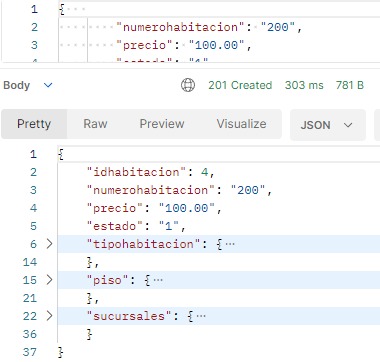 1 { ...
2 "numerohabitacion": "200",
3 "precio": "100.00",
4 "estado": "1"
Body 201 Created 303 ms 781 B
Pretty Raw Preview Visualize JSON
1 {
2 "idhabitacion": 4,
3 "numerohabitacion": "200",
4 "precio": "100.00",
5 "estado": "1",
6 "tipohabitacion": {...
14 },
15 "piso": {...
21 },
22 "sucursales": {...
36 }
37 }